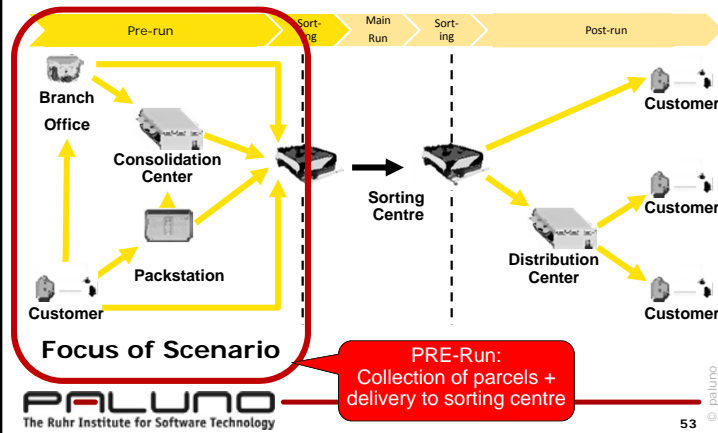 Pre-run
Sort-
ing
Main
Run
Sort-
ing
Post-run
Branch
Office
Consolidation
Center
Packstation
Customer
Sorting
Centre
Distribution
Center
Customer
Customer
Customer
Focus of Scenario
PRE-Run:
Collection of parcels +
delivery to sorting centre
PALUNO
The Ruhr Institute for Software Technology
53
© paluno